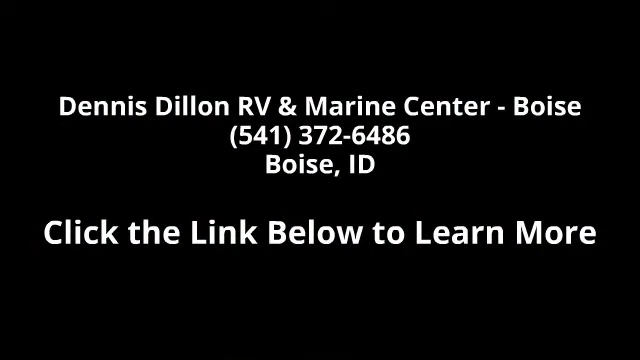 Dennis Dillon RV & Marine Center - Boise
(541) 372-6486
Boise, ID
Click the Link Below to Learn More